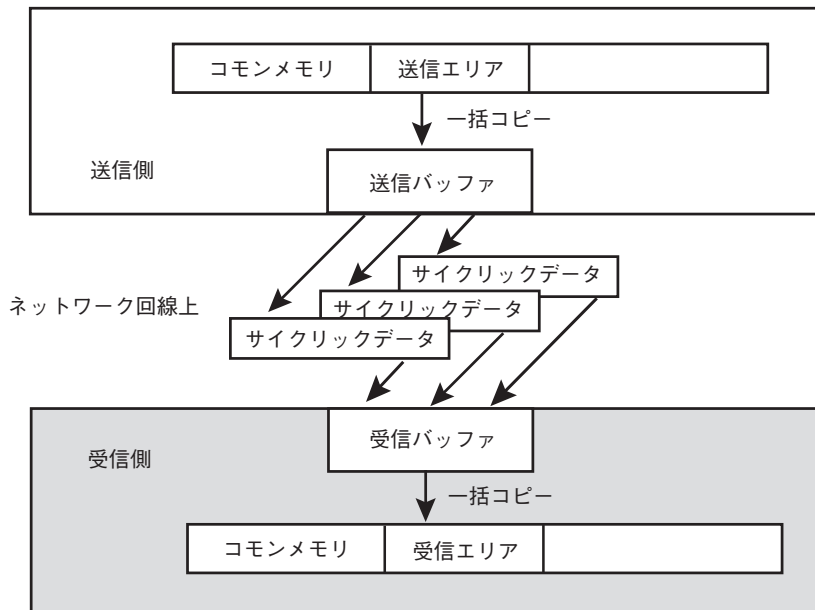 コモンメモリ
送信エリア
一括コピー
送信側
送信バッファ
サイクリックデータ
サイクリックデータ
サイクリックデータ
ネットワーク回線上
受信バッファ
受信側
一括コピー
コモンメモリ
受信エリア